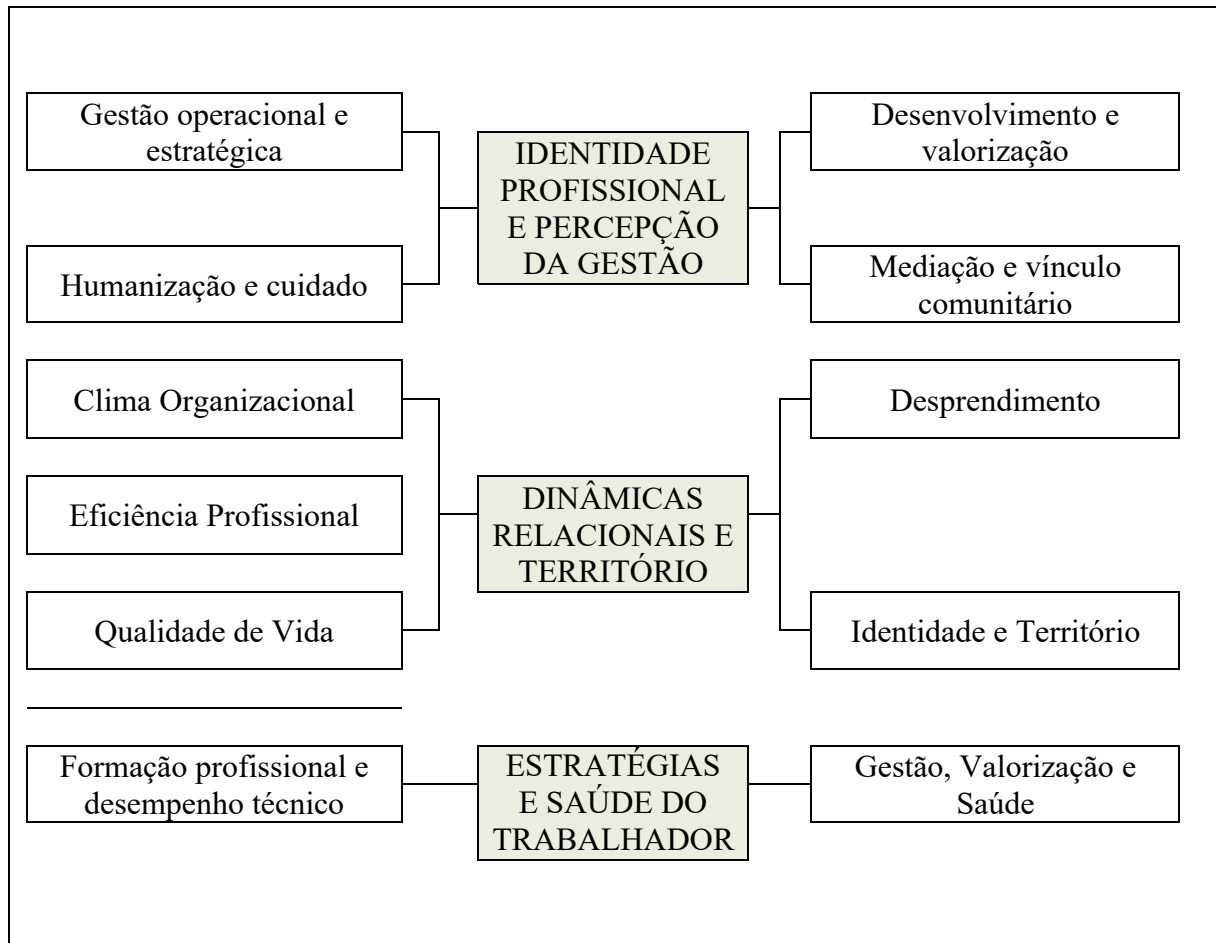 Gestão operacional e
estratégica
IDENTIDADE
PROFISSIONAL
E PERCEPÇÃO
DA GESTÃO
Desenvolvimento e
valorização
Humanização e cuidado
Mediação e vínculo
comunitário
Clima Organizacional
Desprendimento
Eficiência Profissional
DINÂMICAS
RELACIONAIS E
TERRITÓRIO
Qualidade de Vida
Identidade e Território
Formação profissional e
desempenho técnico
ESTRATÉGIAS
E SAÚDE DO
TRABALHADOR
Gestão, Valorização e
Saúde